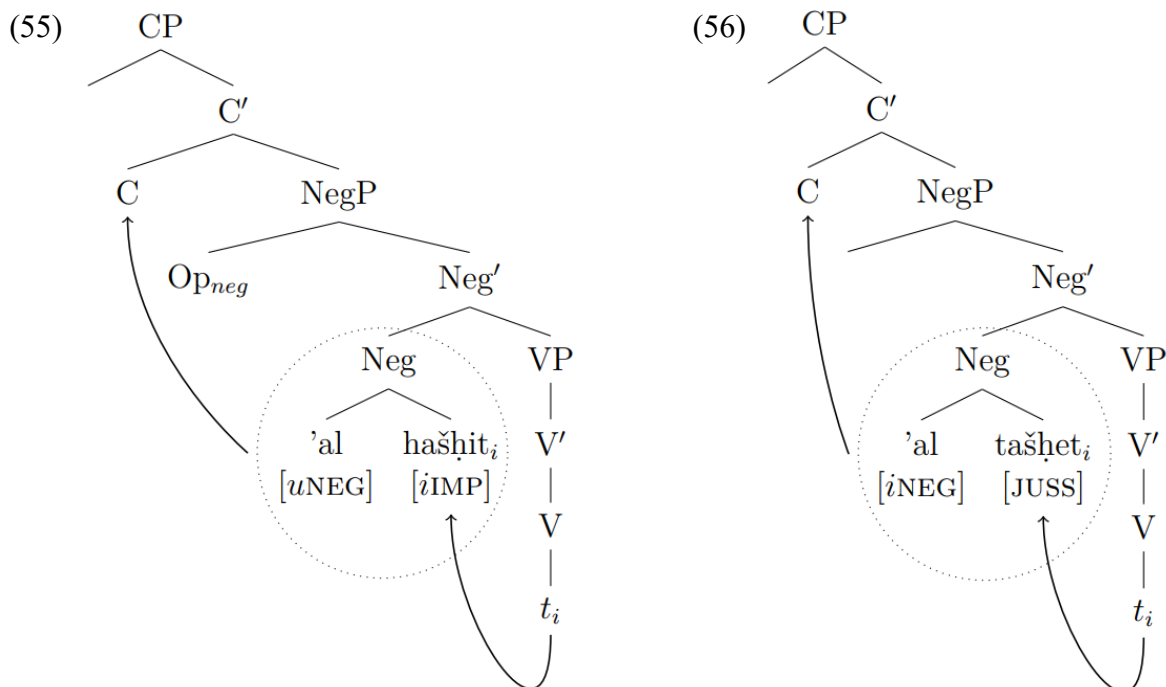 (55) CP (56) CP
C′ C′
C NegP C NegP
Op_neg Neg′ Neg′
Neg VP Neg VP
’al hašḥit_i V′ ’al tašḥet_i V′
[uNEG] [iIMP] [iNEG] [JUSS]
V V
t_i t_i